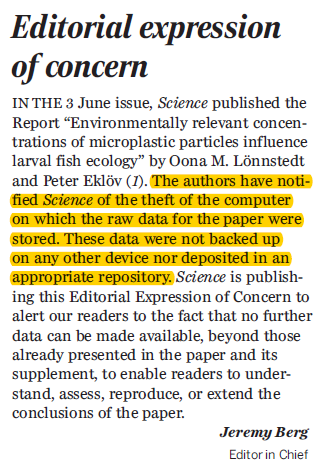 Editorial expression
of concern
IN THE 3 June issue, Science published the
Report “Environmentally relevant concen-
trations of microplastic particles influence
larval fish ecology” by Oona M. Lönnstedt
and Peter Eklöv (1). The authors have noti-
fied Science of the theft of the computer
on which the raw data for the paper were
stored. These data were not backed up
on any other device nor deposited in an
appropriate repository. Science is publish-
ing this Editorial Expression of Concern to
alert our readers to the fact that no further
data can be made available, beyond those
already presented in the paper and its
supplement, to enable readers to under-
stand, assess, reproduce, or extend the
conclusions of the paper.
Jeremy Berg
Editor in Chief